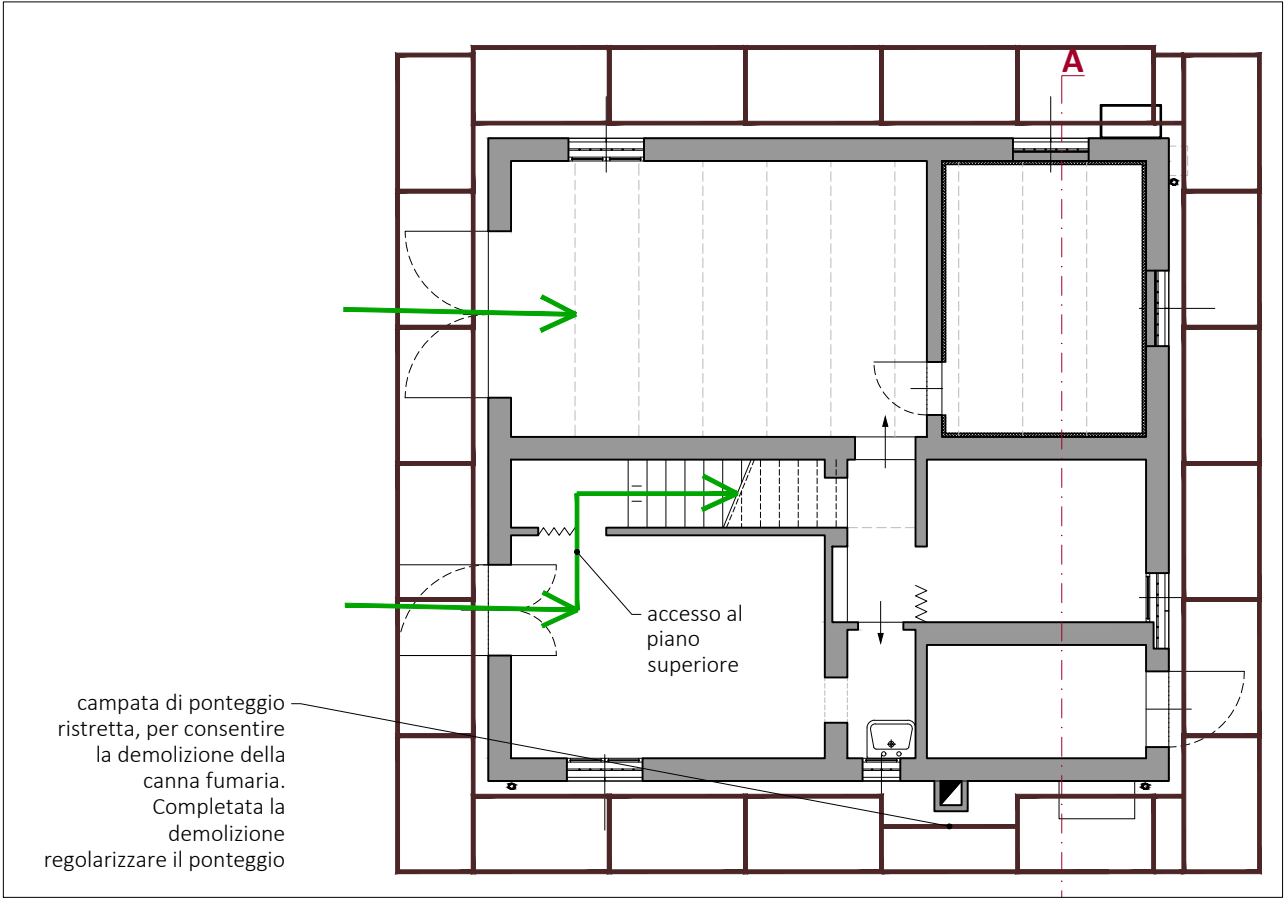 A
accesso al
piano
superiore
campata di ponteggio
ristretta, per consentire
la demolizione della
canna fumaria.
Completata la
demolizione
regolarizzare il ponteggio